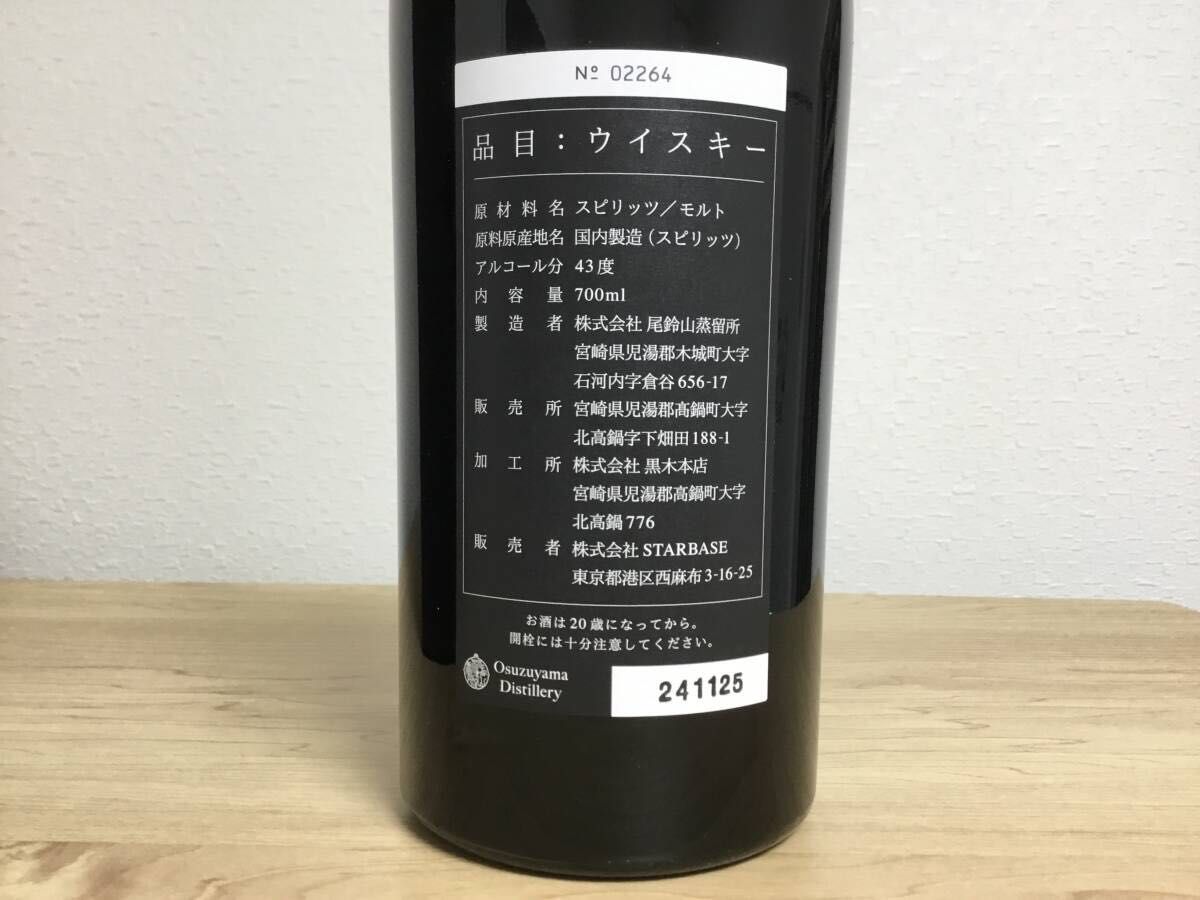 Nº 02264
品目：ウイスキー
原材料名 スピリッツ／モルト
原料原産地名 国内製造（スピリッツ）
アルコール分 43度
内容量 700ml
製造者 株式会社 尾鈴山蒸留所
宮崎県児湯郡木城町大字
石河内字倉谷656-17
販売所 宮崎県児湯郡高鍋町大字
北高鍋字下畑田188-1
加工所 株式会社 黒木本店
宮崎県児湯郡高鍋町大字
北高鍋776
販売者 株式会社 STARBASE
東京都港区西麻布3-16-25
お酒は20歳になってから。
開栓には十分注意してください。
Osuzuyama
Distillery
241125